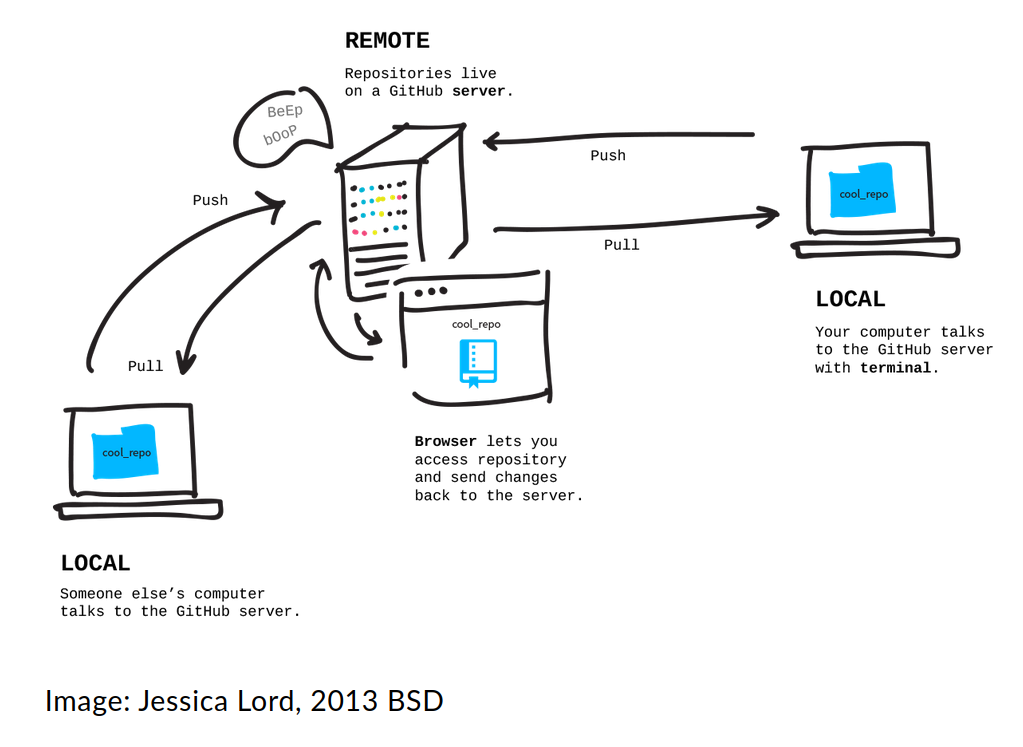 REMOTE
Repositories live
on a GitHub server.
BeEp
bOoP
Push
Pull
Push
Pull
cool_repo
LOCAL
Your computer talks
to the GitHub server
with terminal.
cool_repo
Browser lets you
access repository
and send changes
back to the server.
cool_repo
LOCAL
Someone else’s computer
talks to the GitHub server.
Image: Jessica Lord, 2013 BSD